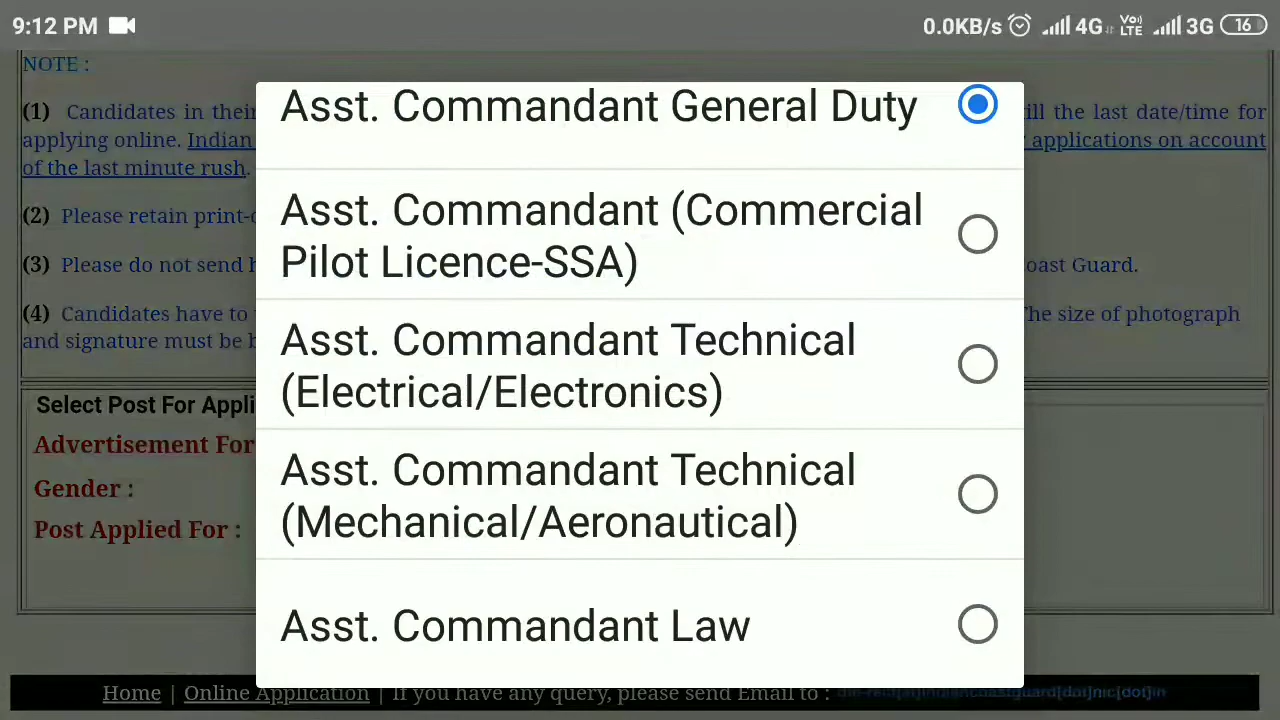 9:12 PM 0.0KB/s 4G Vo) LTE 3G 16
NOTE :
Asst. Commandant General Duty
(1) Candidates in their ill the last date/time for
applying online. Indian applications on account
of the last minute rush.
Asst. Commandant (Commercial
Pilot Licence-SSA)
(2) Please retain print-
(3) Please do not send oast Guard.
Asst. Commandant Technical
(Electrical/Electronics)
(4) Candidates have to he size of photograph
and signature must be
Select Post For Appli
Advertisement For
Asst. Commandant Technical
(Mechanical/Aeronautical)
Gender :
Post Applied For :
Asst. Commandant Law
Home | Online Application | If you have any query, please send Email to :